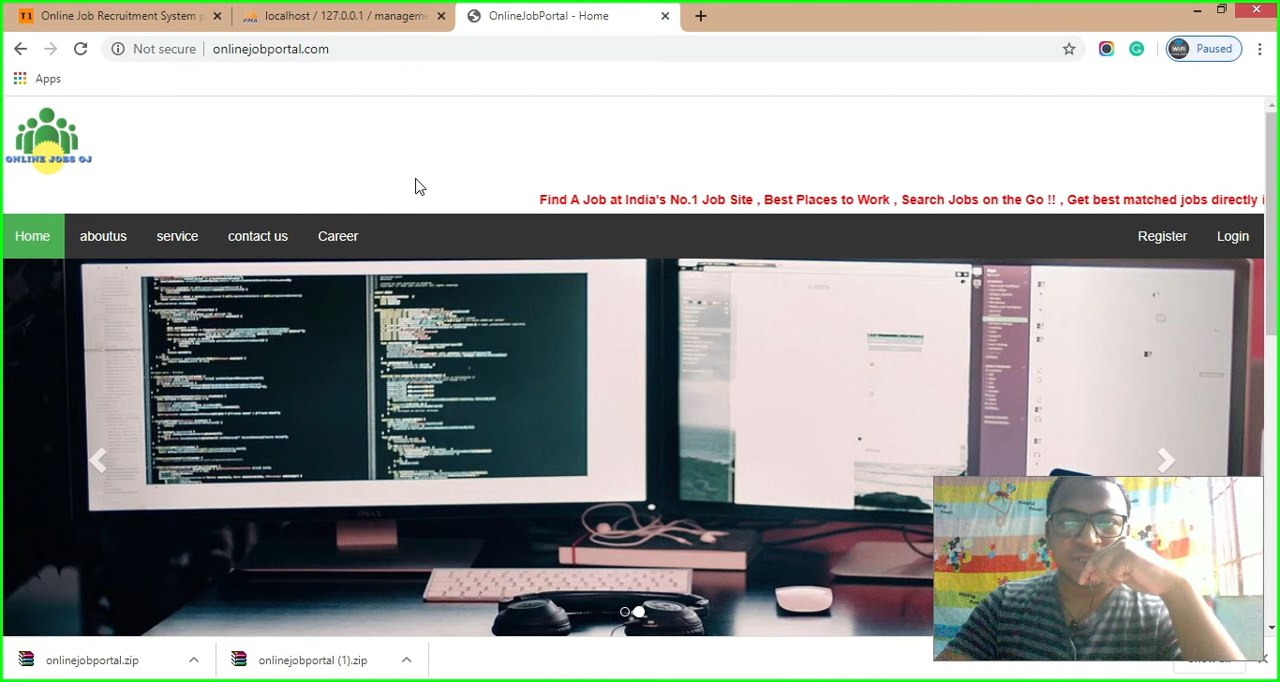 Online Job Recruitment System p
localhost / 127.0.0.1 / manageme
OnlineJobPortal - Home
Not secure
onlinejobportal.com
Paused
Apps
ONLINE JOBS OJ
Find A Job at India's No.1 Job Site , Best Places to Work , Search Jobs on the Go !! , Get best matched jobs directly i
Home
aboutus
service
contact us
Career
Register
Login
onlinejobportal.zip
onlinejobportal (1).zip